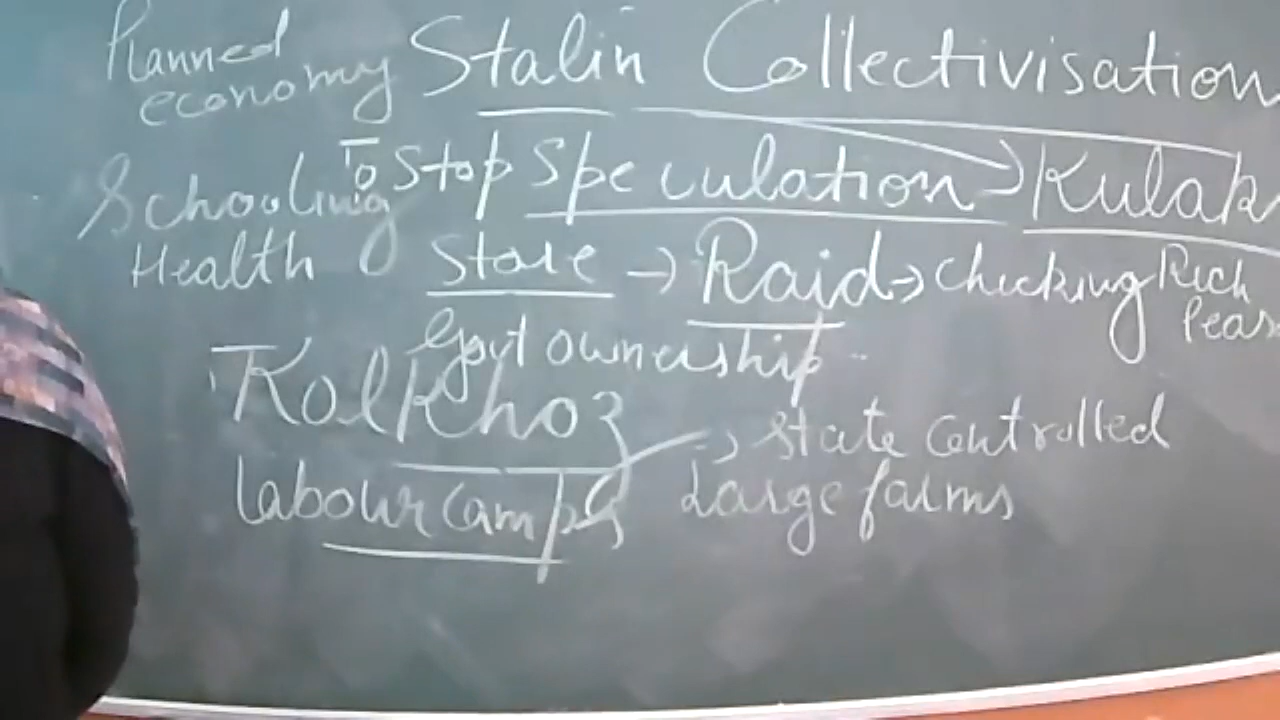 Planned
economy
Stalin Collectivisation
Schooling
Health
To Stop Speculation → Kulak
Store → Raid → checking
Rich
Peas
Govt ownership
Kolkhoz
→ State controlled
Large farms
labour camps